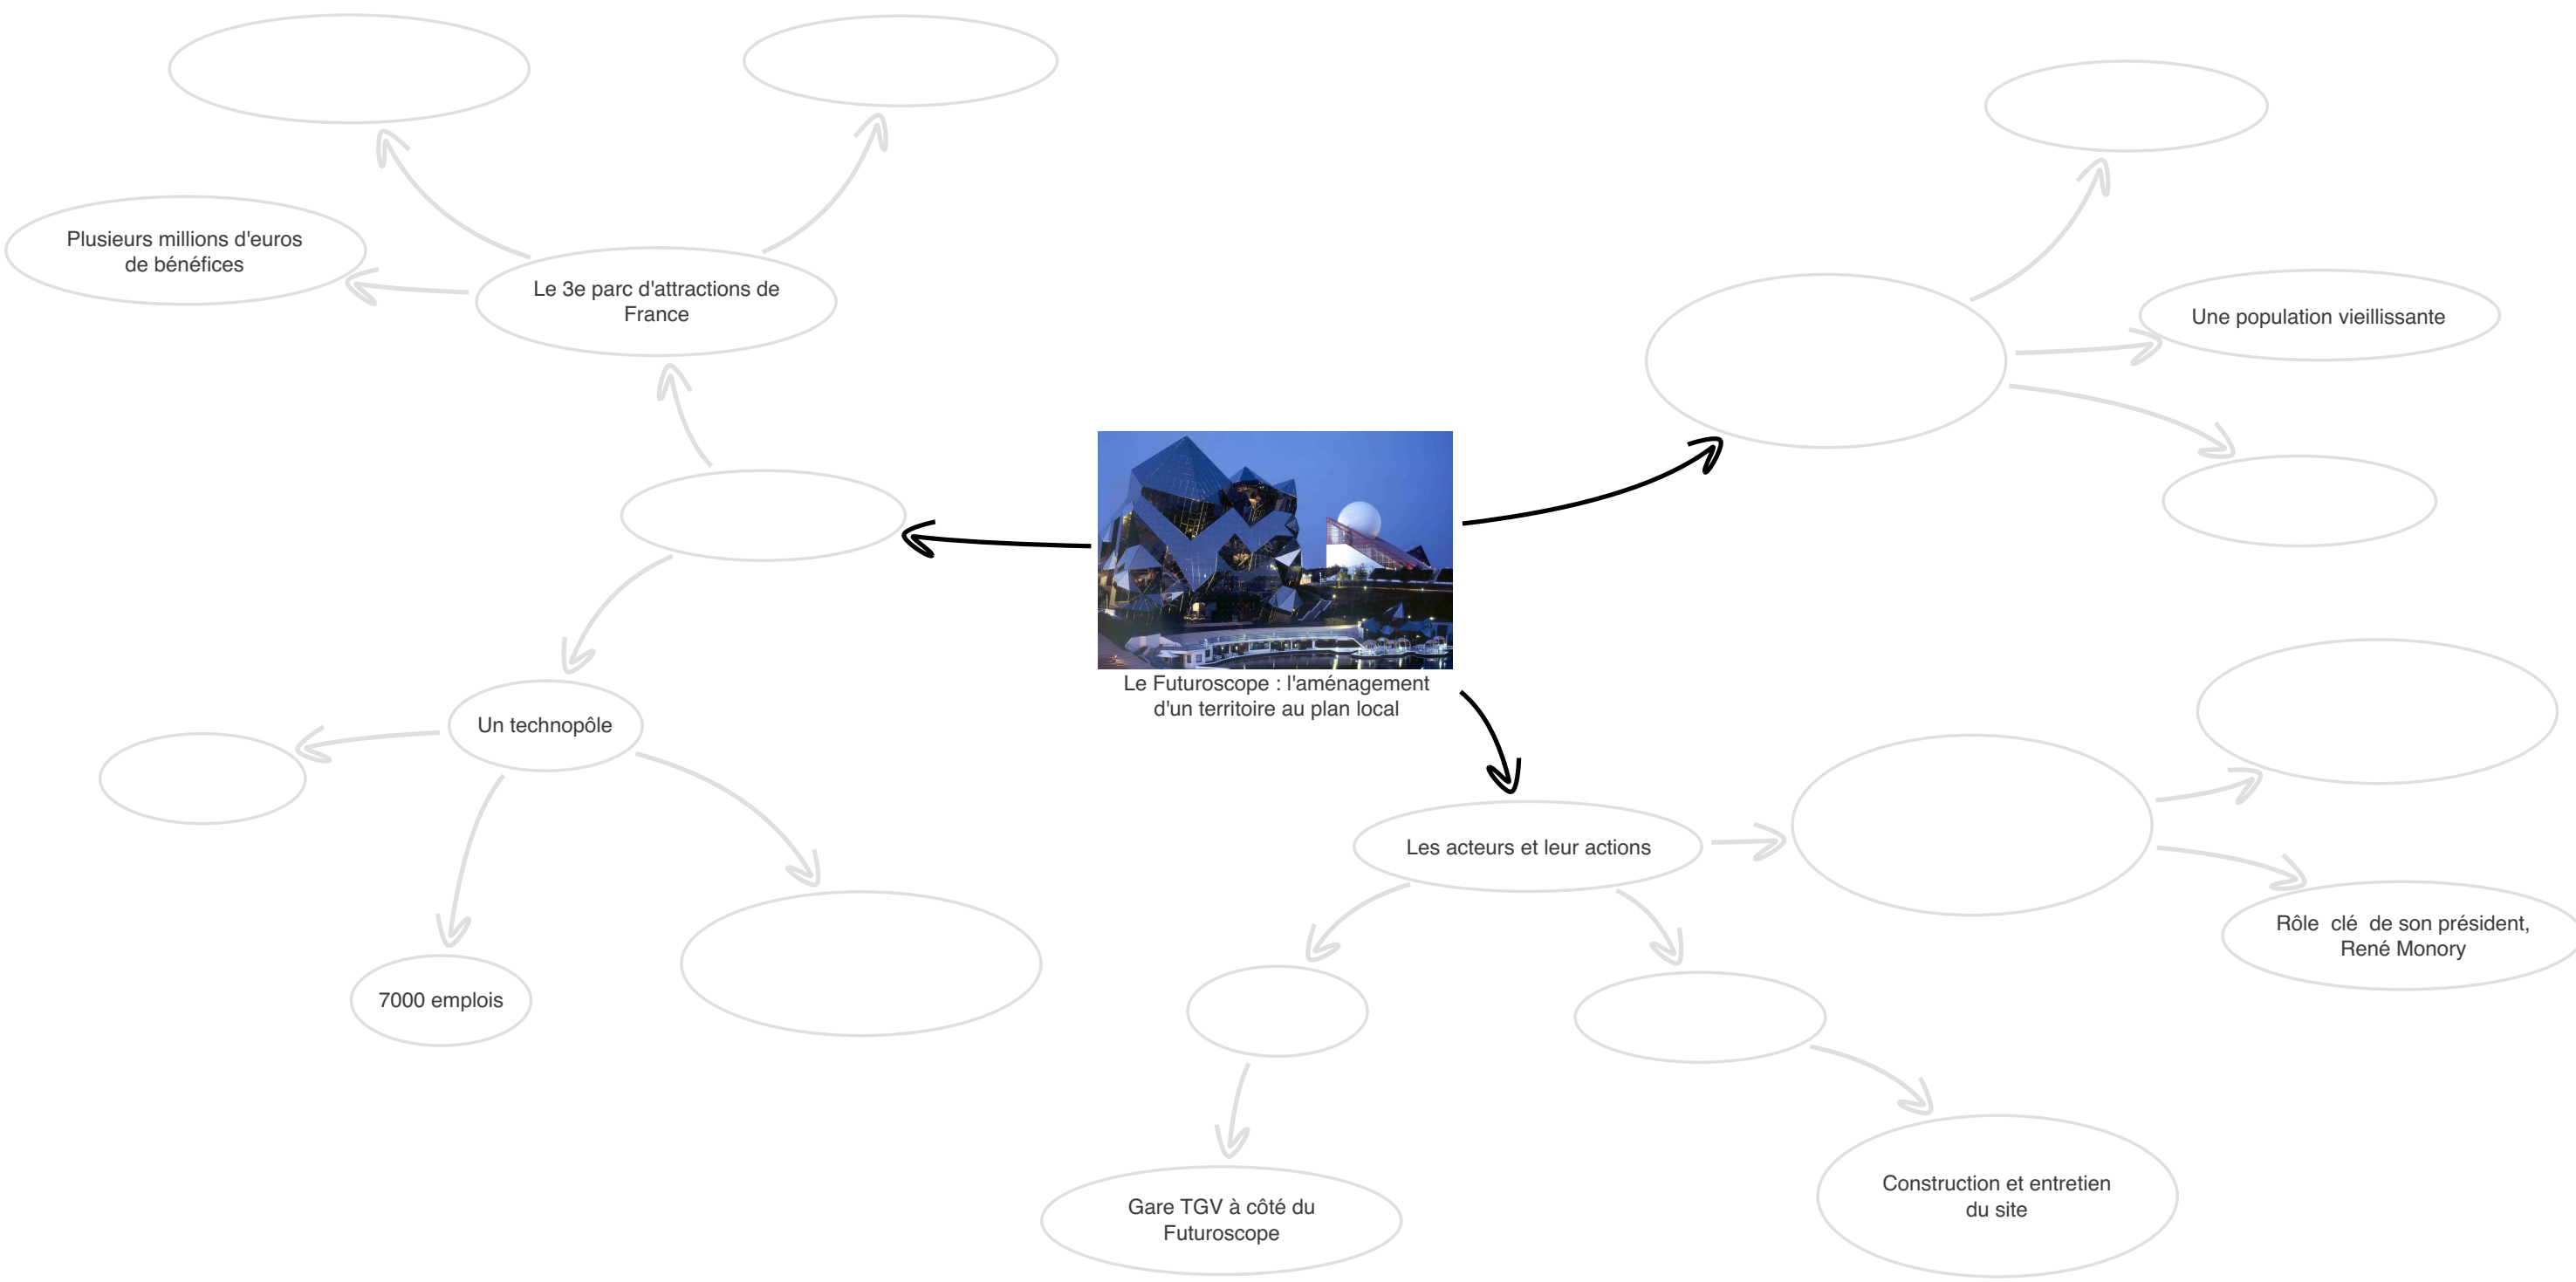 Plusieurs millions d'euros
de bénéfices
Le 3e parc d'attractions de
France
Une population vieillissante
Le Futuroscope : l'aménagement
d'un territoire au plan local
Un technopôle
7000 emplois
Les acteurs et leur actions
Rôle  clé  de son président,
René Monory
Gare TGV à côté du
Futuroscope
Construction et entretien
du site